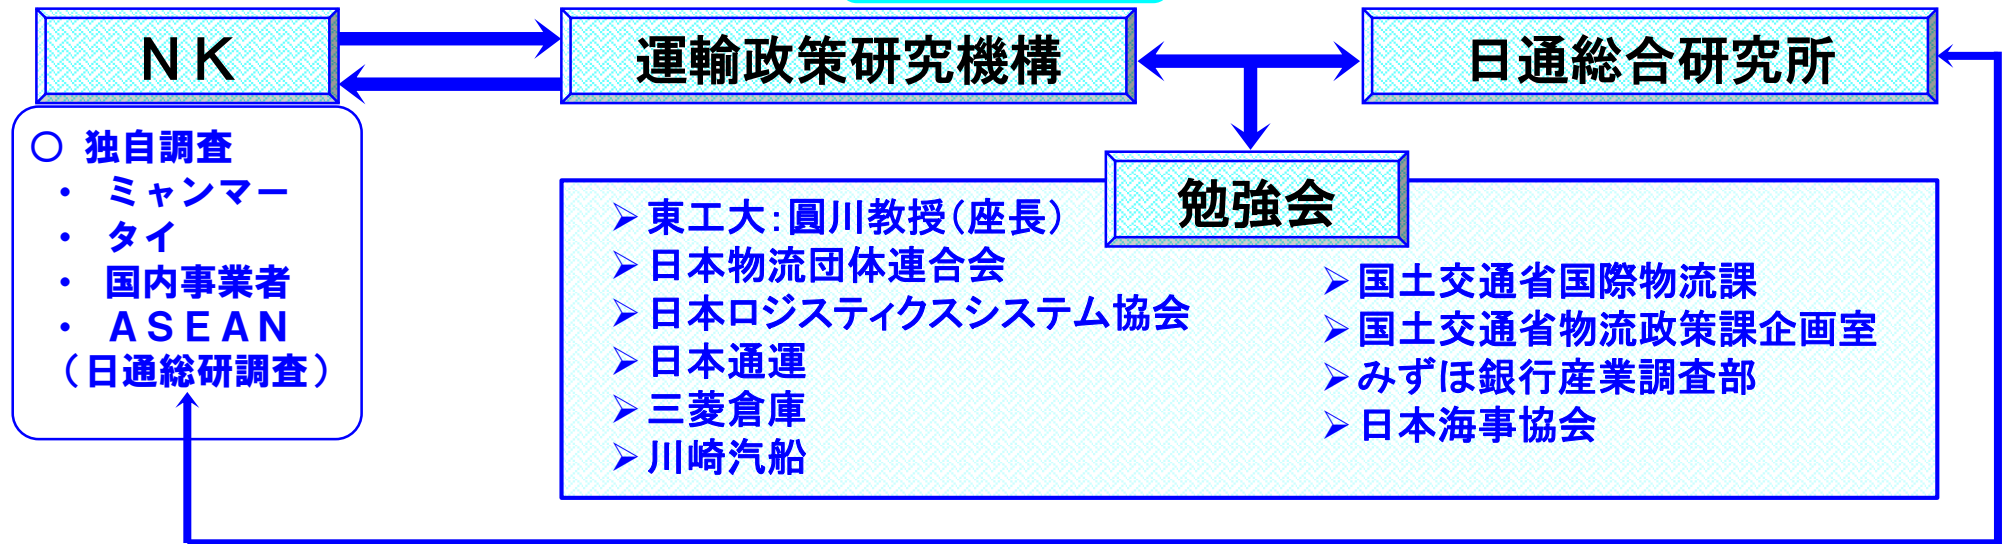 ＮＫ
運輸政策研究機構
日通総合研究所
○ 独自調査
・ ミャンマー
・ タイ
・ 国内事業者
・ ＡＳＥＡＮ
（日通総研調査）
勉強会
➢東工大：圓川教授（座長）
➢日本物流団体連合会
➢日本ロジスティクスシステム協会
➢日本通運
➢三菱倉庫
➢川崎汽船
➢国土交通省国際物流課
➢国土交通省物流政策課企画室
➢みずほ銀行産業調査部
➢日本海事協会